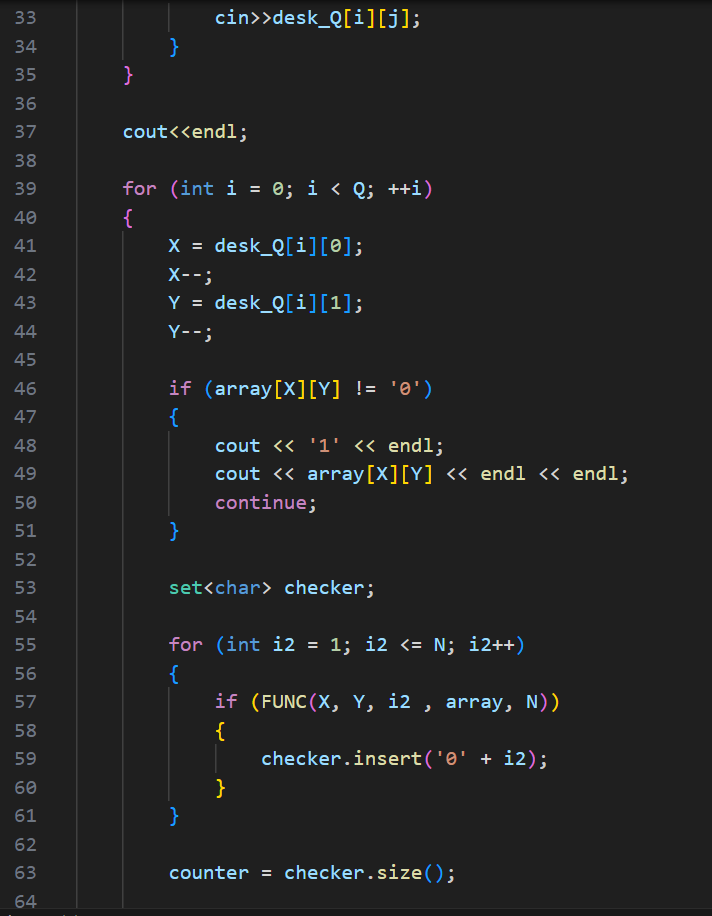 33 cin>>desk_Q[i][j];
34 }
35 }
36
37 cout<<endl;
38
39 for (int i = 0; i < Q; ++i)
40 {
41 X = desk_Q[i][0];
42 X--;
43 Y = desk_Q[i][1];
44 Y--;
45
46 if (array[X][Y] != '0')
47 {
48 cout << '1' << endl;
49 cout << array[X][Y] << endl << endl;
50 continue;
51 }
52
53 set<char> checker;
54
55 for (int i2 = 1; i2 <= N; i2++)
56 {
57 if (FUNC(X, Y, i2 , array, N))
58 {
59 checker.insert('0' + i2);
60 }
61 }
62
63 counter = checker.size();
64